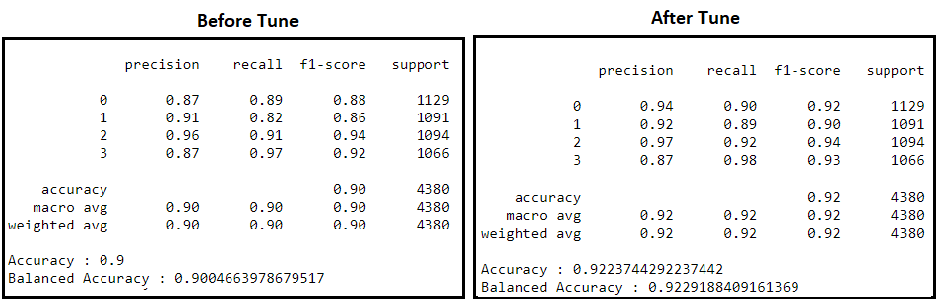 Before Tune
precision recall f1-score support
0 0.87 0.89 0.88 1129
1 0.91 0.82 0.86 1091
2 0.96 0.91 0.94 1094
3 0.87 0.97 0.92 1066
accuracy 0.90 4380
macro avg 0.90 0.90 0.90 4380
weighted avg 0.90 0.90 0.90 4380
Accuracy : 0.9
Balanced Accuracy : 0.9004663978679517
After Tune
precision recall f1-score support
0 0.94 0.90 0.92 1129
1 0.92 0.89 0.90 1091
2 0.97 0.92 0.94 1094
3 0.87 0.98 0.93 1066
accuracy 0.92 4380
macro avg 0.92 0.92 0.92 4380
weighted avg 0.92 0.92 0.92 4380
Accuracy : 0.9223744292237442
Balanced Accuracy : 0.9229188409161369